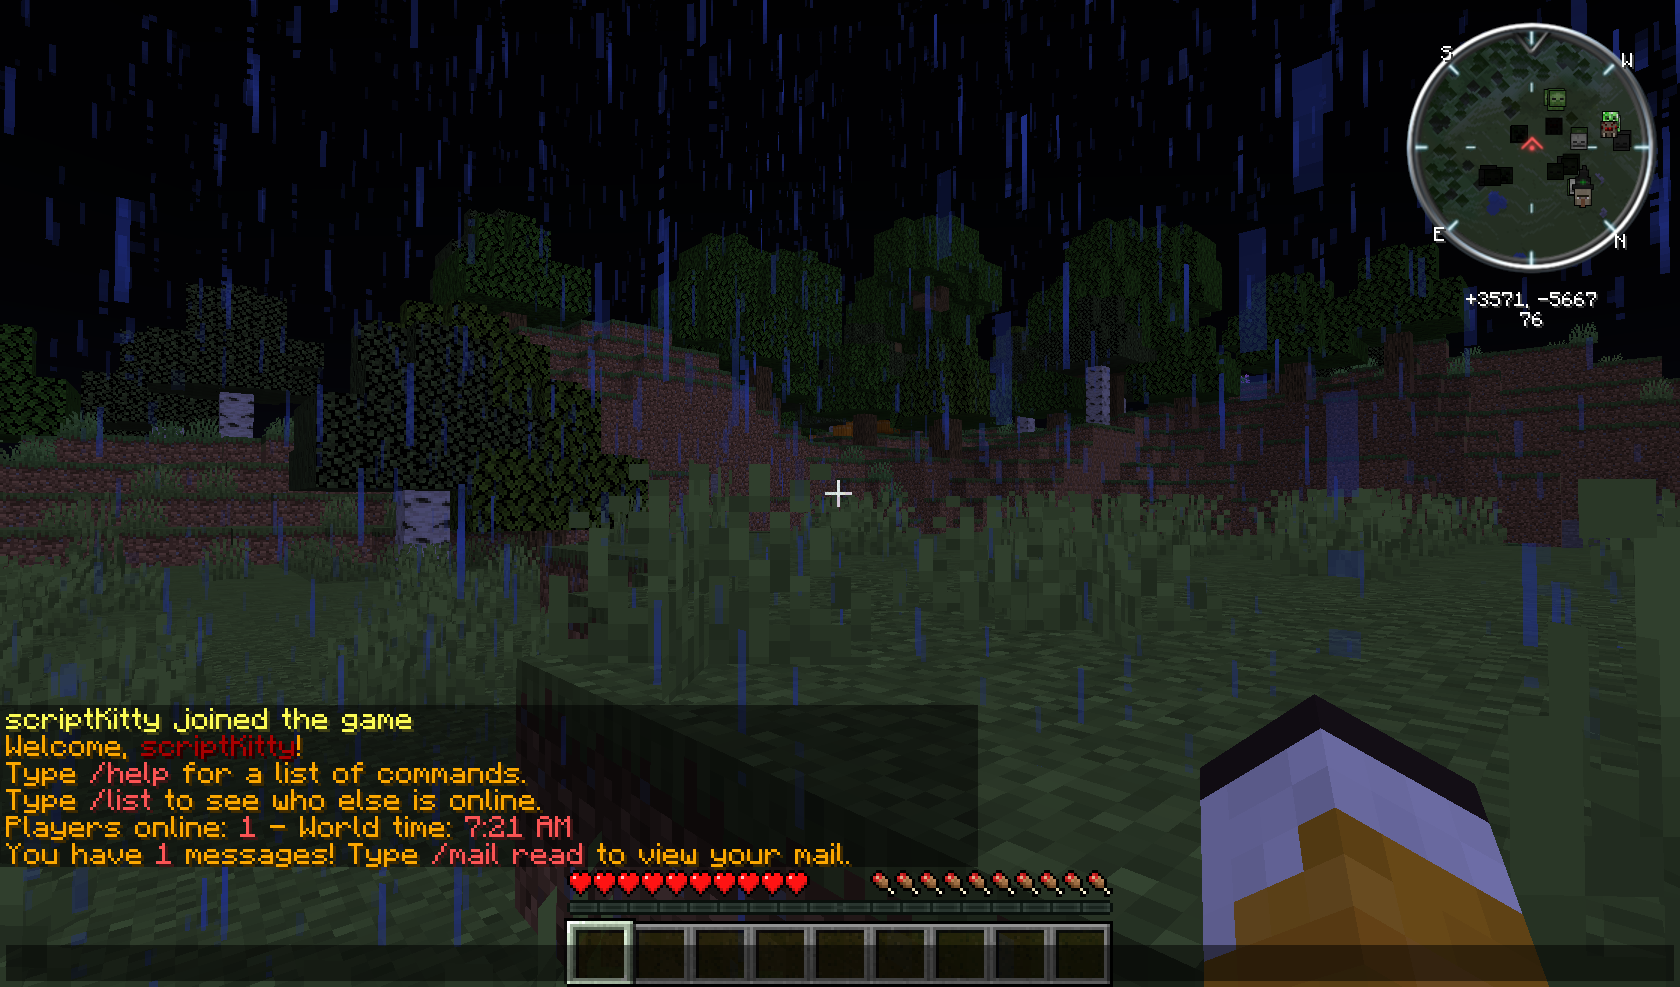 S
W
E
N
+3571, -5667
76
scriptKitty joined the game
Welcome, scriptKitty!
Type /help for a list of commands.
Type /list to see who else is online.
Players online: 1 - World time: 7:21 AM
You have 1 messages! Type /mail read to view your mail.